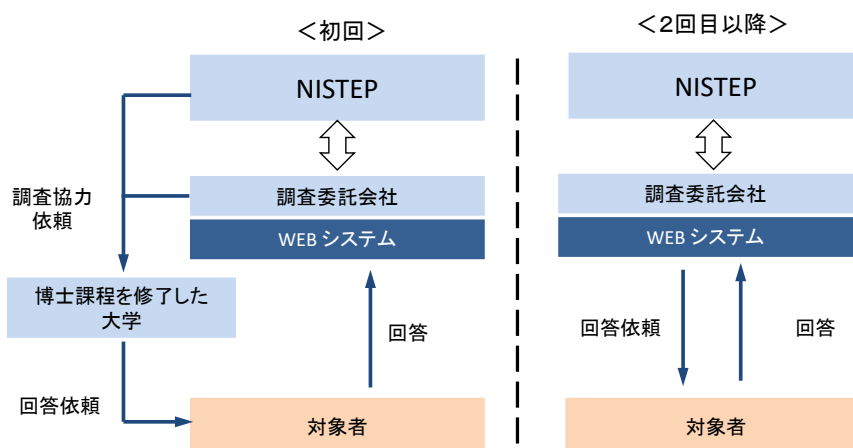 ＜初回＞
NISTEP
調査委託会社
WEB システム
調査協力
依頼
博士課程を修了した
大学
回答
回答依頼
対象者
＜2回目以降＞
NISTEP
調査委託会社
WEB システム
回答依頼
回答
対象者